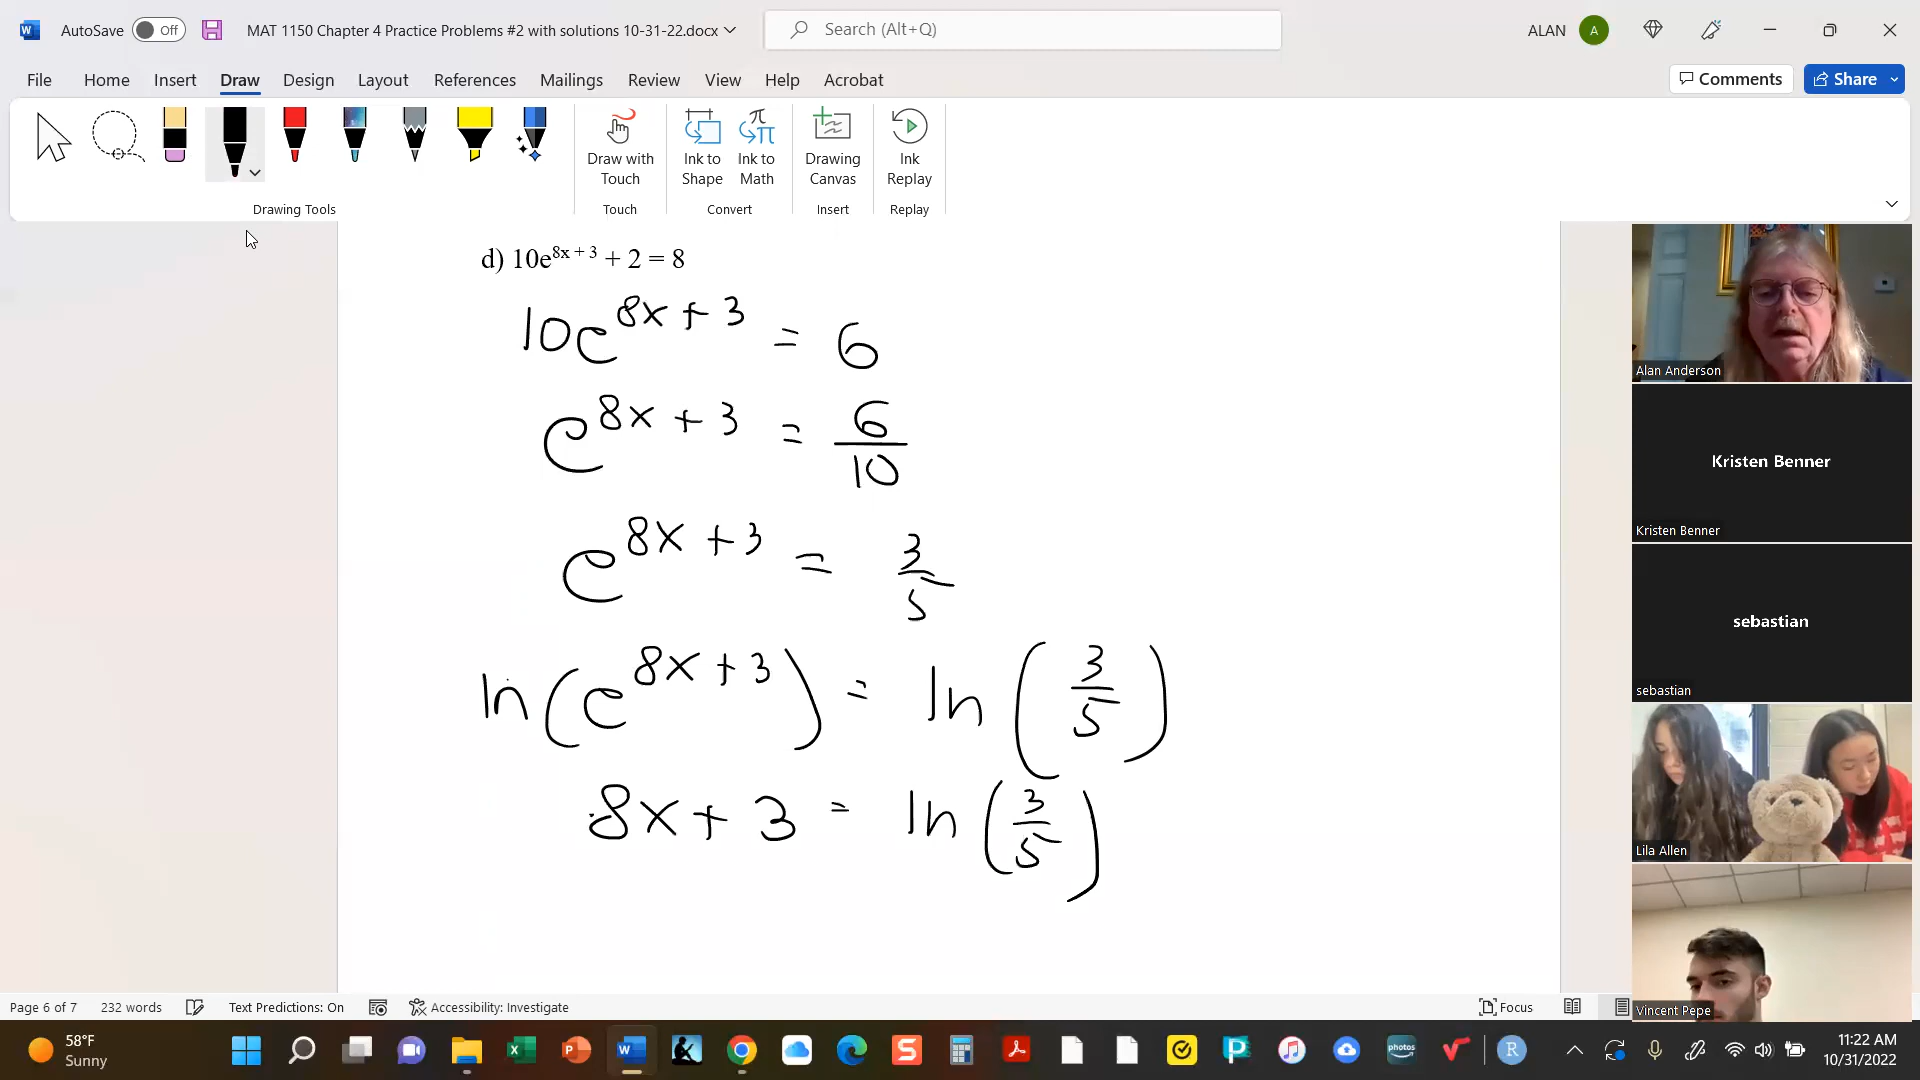 AutoSave Off MAT 1150 Chapter 4 Practice Problems #2 with solutions 10-31-22.docx Search (Alt+Q) ALAN A
File Home Insert Draw Design Layout References Mailings Review View Help Acrobat Comments Share
Draw with Touch
Ink to Shape
Ink to Math
Drawing Canvas
Ink Replay
Drawing Tools Touch Convert Insert Replay
d) 10e^(8x + 3) + 2 = 8
10e^(8x + 3) = 6
e^(8x + 3) = 6/10
e^(8x + 3) = 3/5
ln(e^(8x + 3)) = ln(3/5)
8x + 3 = ln(3/5)
Alan Anderson
Kristen Benner
Kristen Benner
sebastian
sebastian
Lila Allen
Vincent Pepe
Page 6 of 7 232 words Text Predictions: On Accessibility: Investigate Focus
58°F
Sunny
11:22 AM
10/31/2022